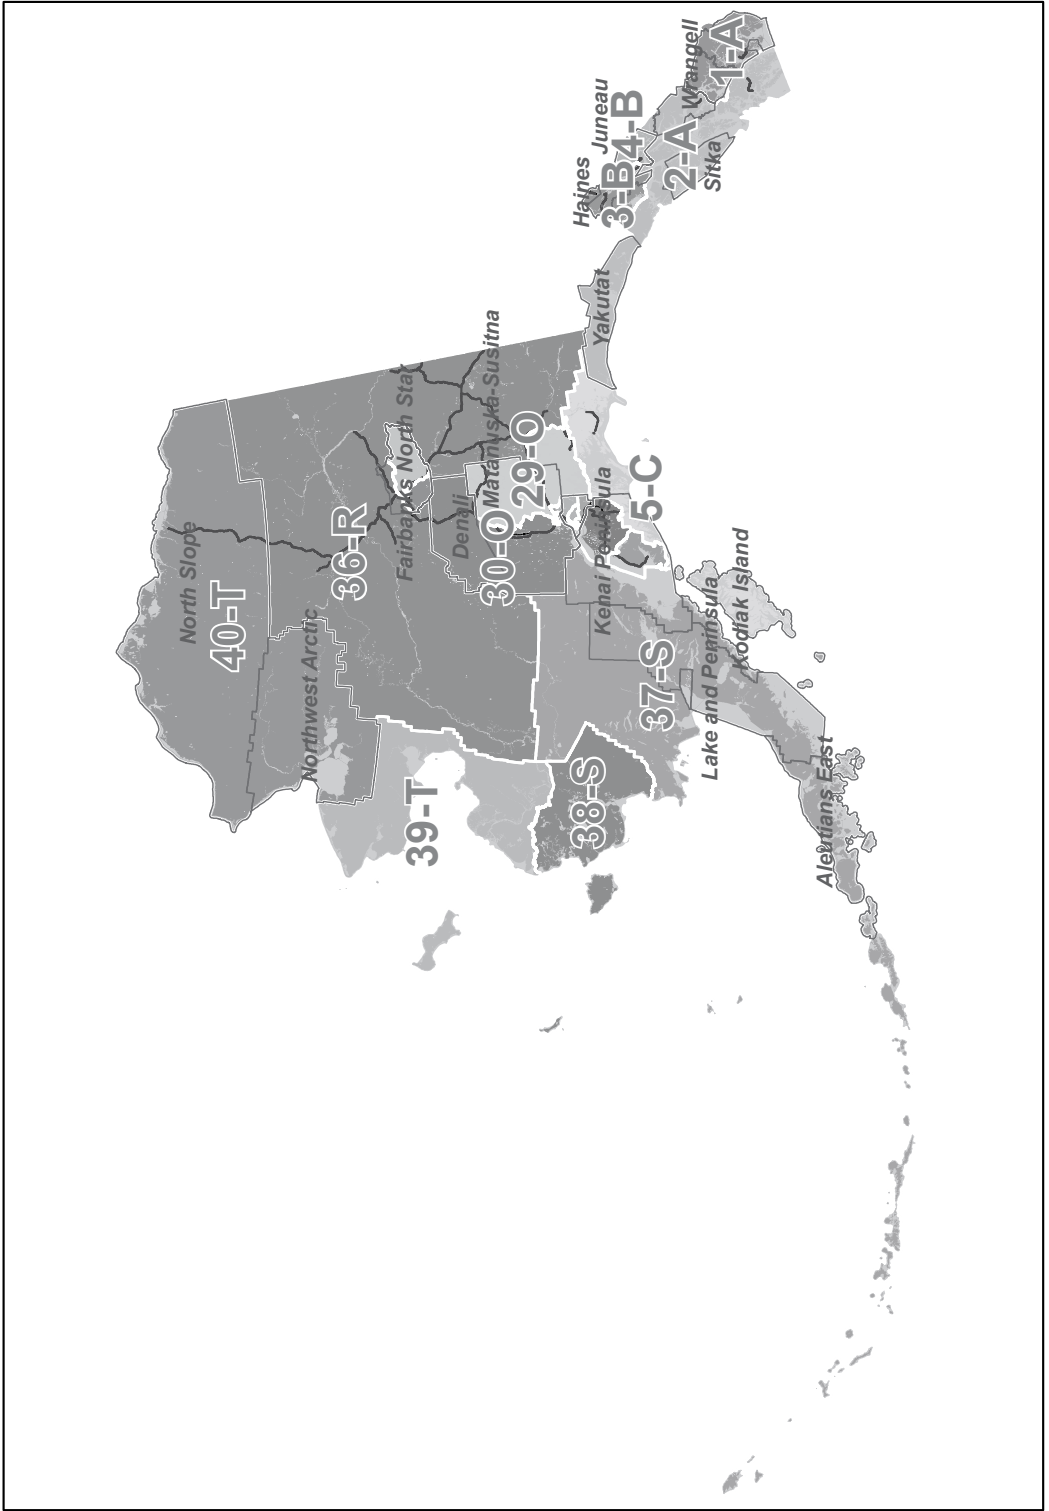 North Slope
40-T
Northwest Arctic
36-R
Fairbanks North Star
39-T
Denali
Matanuska-Susitna
30-O
29-O
38-S
Kenai Peninsula
5-C
37-S
Lake and Peninsula
Kodiak Island
Aleutians East
Yakutat
Haines
3-B
Juneau
4-B
2-A
Sitka
Wrangell
1-A